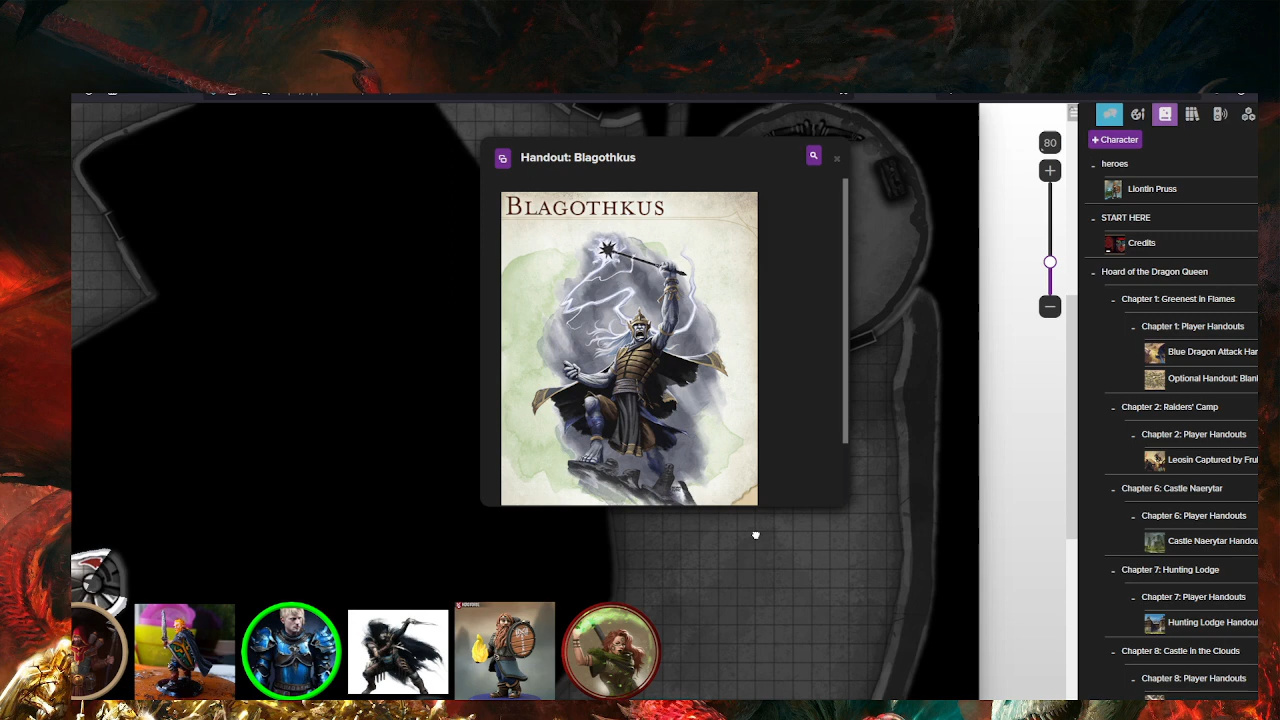 Handout: Blagothkus
BLAGOTHKUS
80
+ Character
heroes
Liontin Pruss
START HERE
Credits
Hoard of the Dragon Queen
Chapter 1: Greenest in Flames
Chapter 1: Player Handouts
Blue Dragon Attack Han
Optional Handout: Blank
Chapter 2: Raiders' Camp
Chapter 2: Player Handouts
Leosin Captured by Fru
Chapter 6: Castle Naerytar
Chapter 6: Player Handouts
Castle Naerytar Handou
Chapter 7: Hunting Lodge
Chapter 7: Player Handouts
Hunting Lodge Handou
Chapter 8: Castle in the Clouds
Chapter 8: Player Handouts